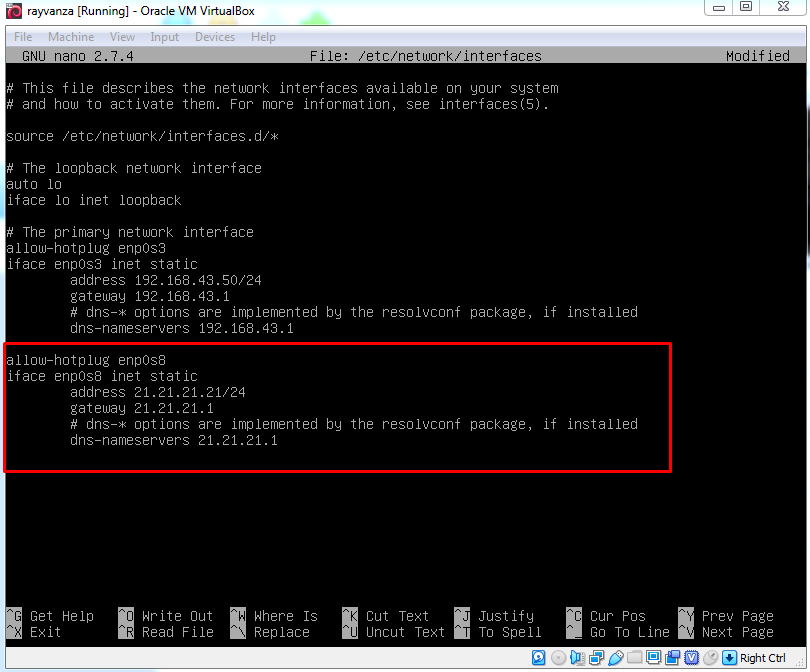 rayvanza [Running] - Oracle VM VirtualBox
File Machine View Input Devices Help
GNU nano 2.7.4 File: /etc/network/interfaces Modified
# This file describes the network interfaces available on your system
# and how to activate them. For more information, see interfaces(5).
source /etc/network/interfaces.d/*
# The loopback network interface
auto lo
iface lo inet loopback
# The primary network interface
allow-hotplug enp0s3
iface enp0s3 inet static
address 192.168.43.50/24
gateway 192.168.43.1
# dns-* options are implemented by the resolvconf package, if installed
dns-nameservers 192.168.43.1
allow-hotplug enp0s8
iface enp0s8 inet static
address 21.21.21.21/24
gateway 21.21.21.1
# dns-* options are implemented by the resolvconf package, if installed
dns-nameservers 21.21.21.1
^G Get Help ^O Write Out ^W Where Is ^K Cut Text ^J Justify ^C Cur Pos ^Y Prev Page
^X Exit ^R Read File ^\ Replace ^U Uncut Text ^T To Spell ^_ Go To Line ^V Next Page
Right Ctrl